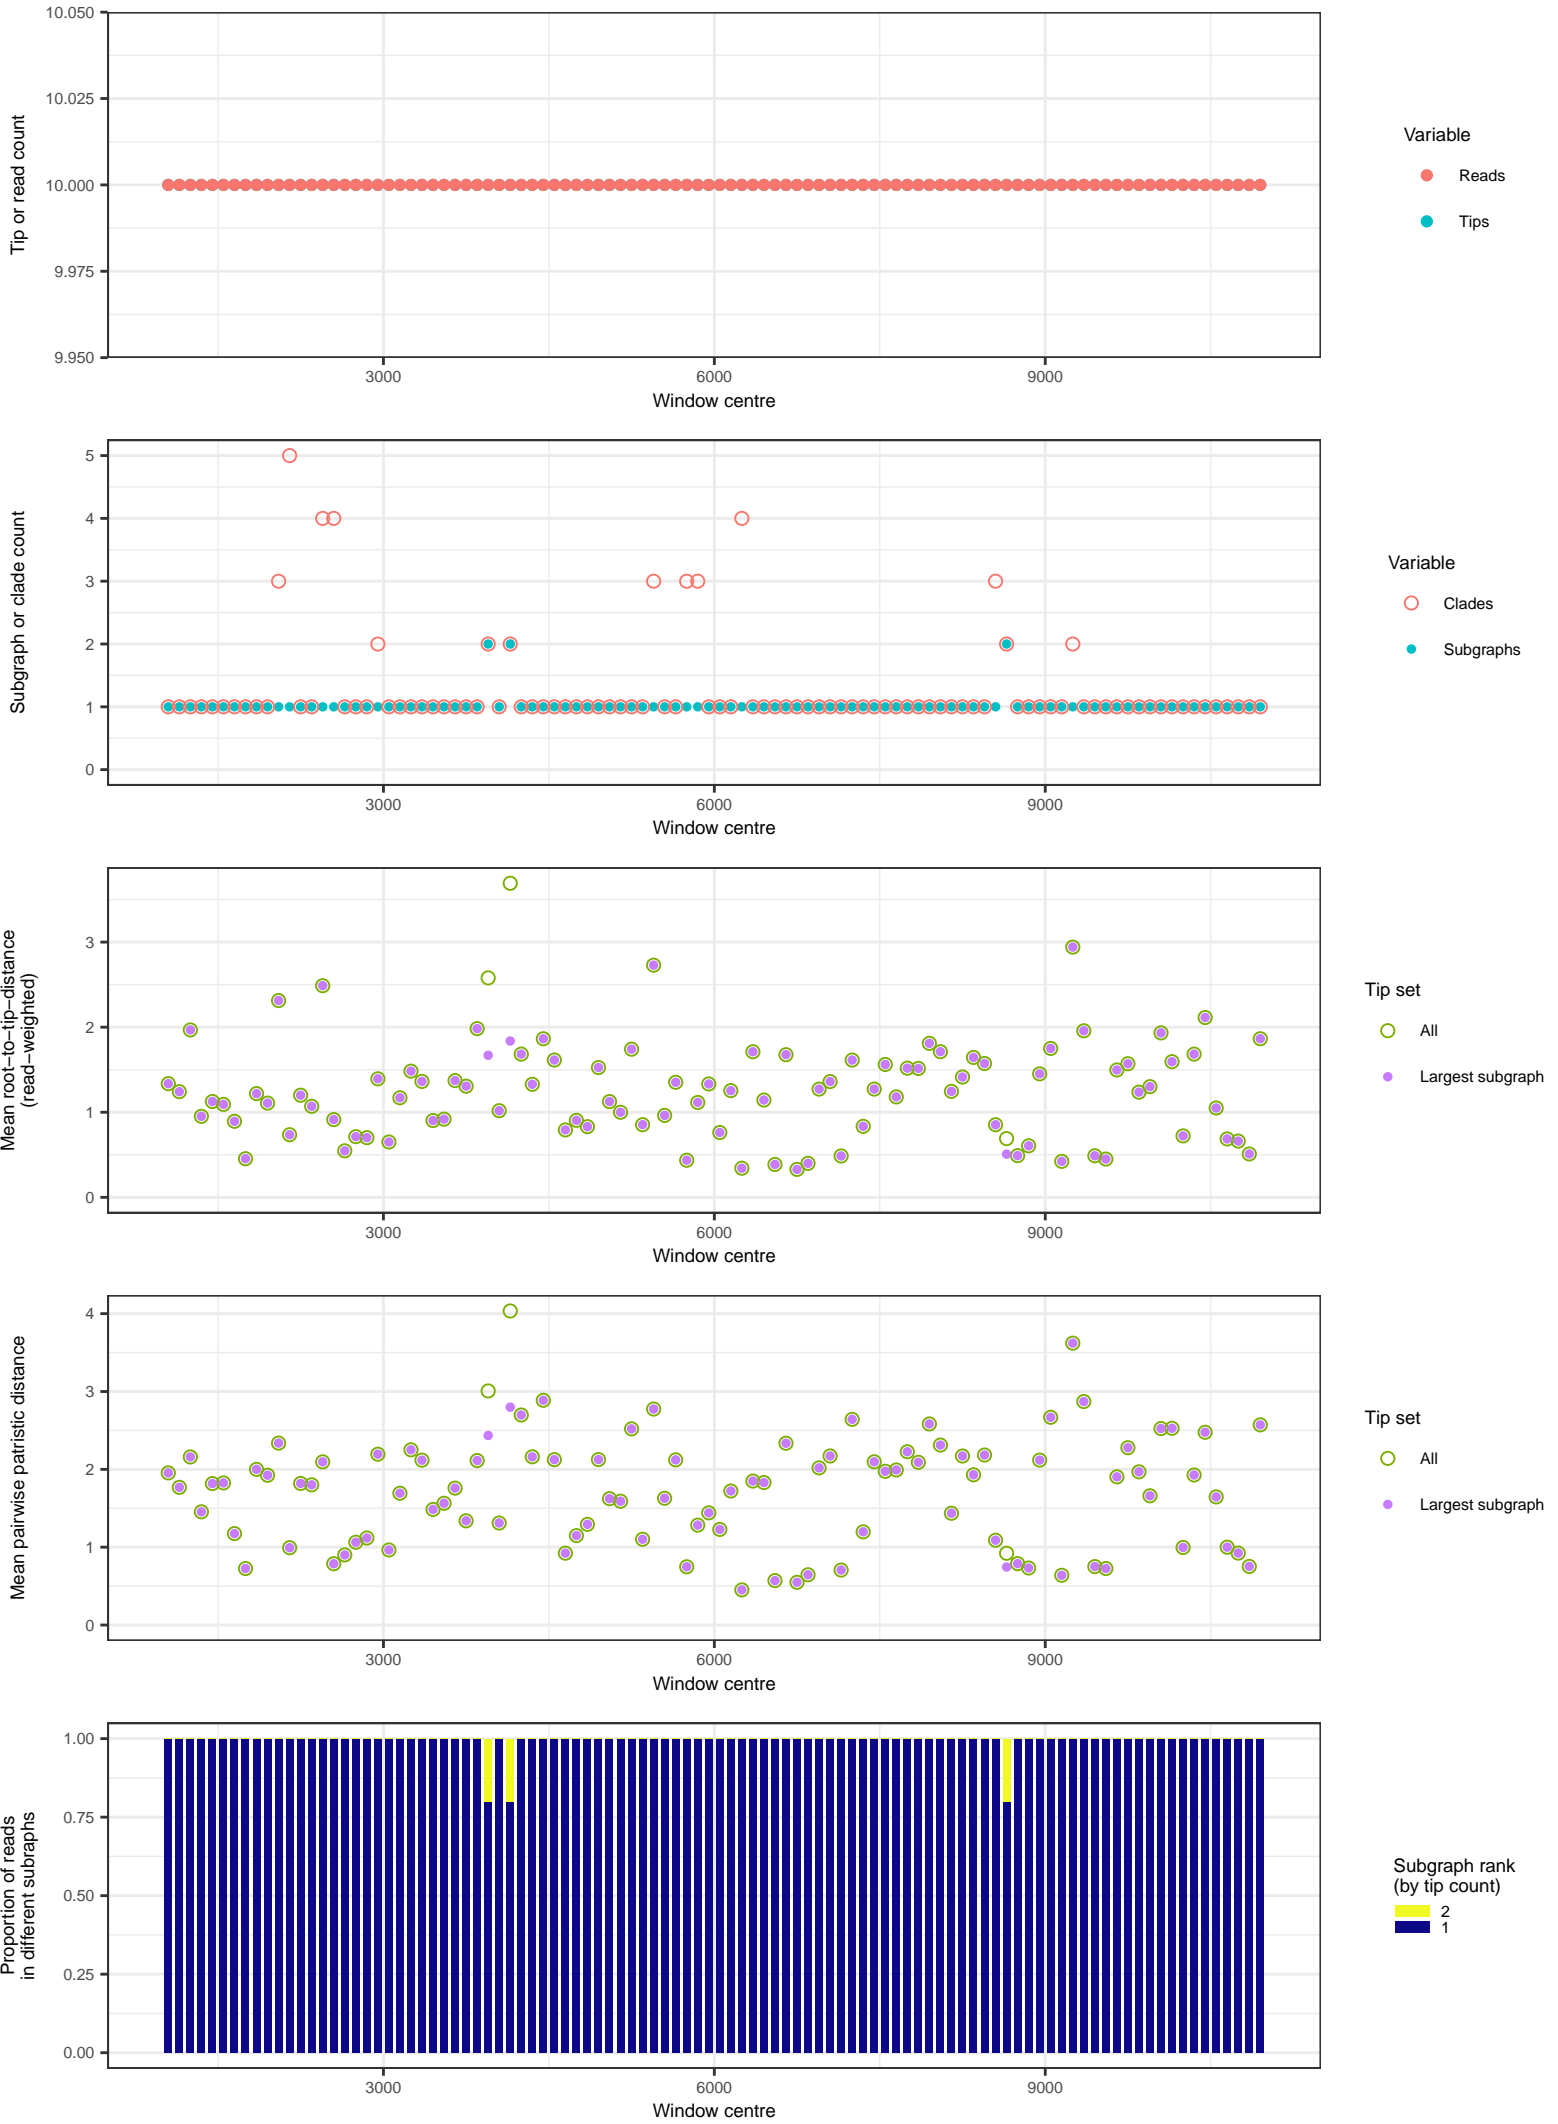 10.050
10.025
10.000
9.975
9.950
Tip or read count
3000 6000 9000
Window centre
Variable
Reads
Tips
5
4
3
2
1
0
Subgraph or clade count
3000 6000 9000
Window centre
Variable
Clades
Subgraphs
3
2
1
0
Mean root−to−tip−distance
(read−weighted)
3000 6000 9000
Window centre
Tip set
All
Largest subgraph
4
3
2
1
0
Mean pairwise patristic distance
3000 6000 9000
Window centre
Tip set
All
Largest subgraph
1.00
0.75
0.50
0.25
0.00
Proportion of reads
in different subraphs
3000 6000 9000
Window centre
Subgraph rank
(by tip count)
2
1